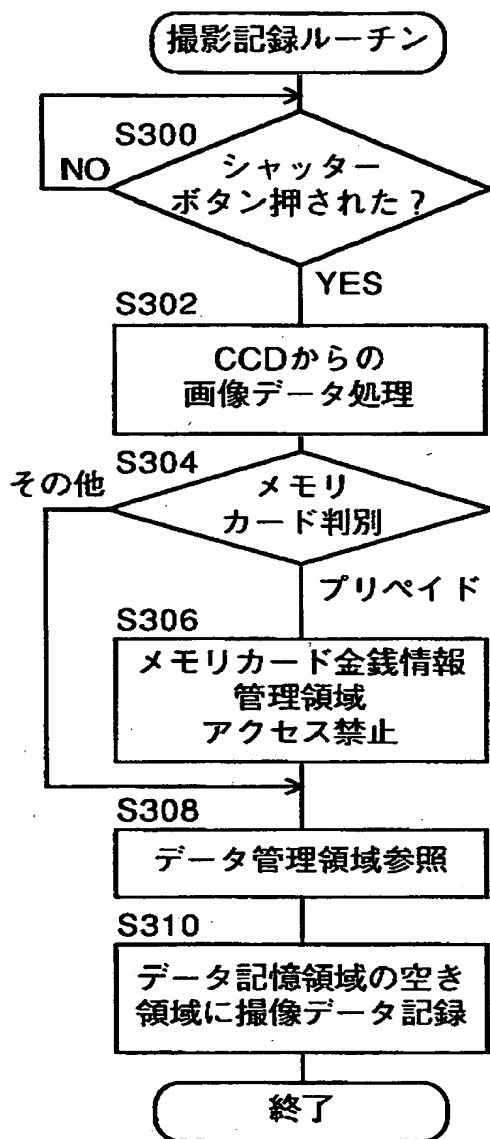 撮影記録ルーチン
S300
NO
シャッター
ボタン押された？
YES
S302
CCDからの
画像データ処理
S304
その他
メモリ
カード判別
プリペイド
S306
メモリカード金銭情報
管理領域
アクセス禁止
S308
データ管理領域参照
S310
データ記憶領域の空き
領域に撮像データ記録
終了